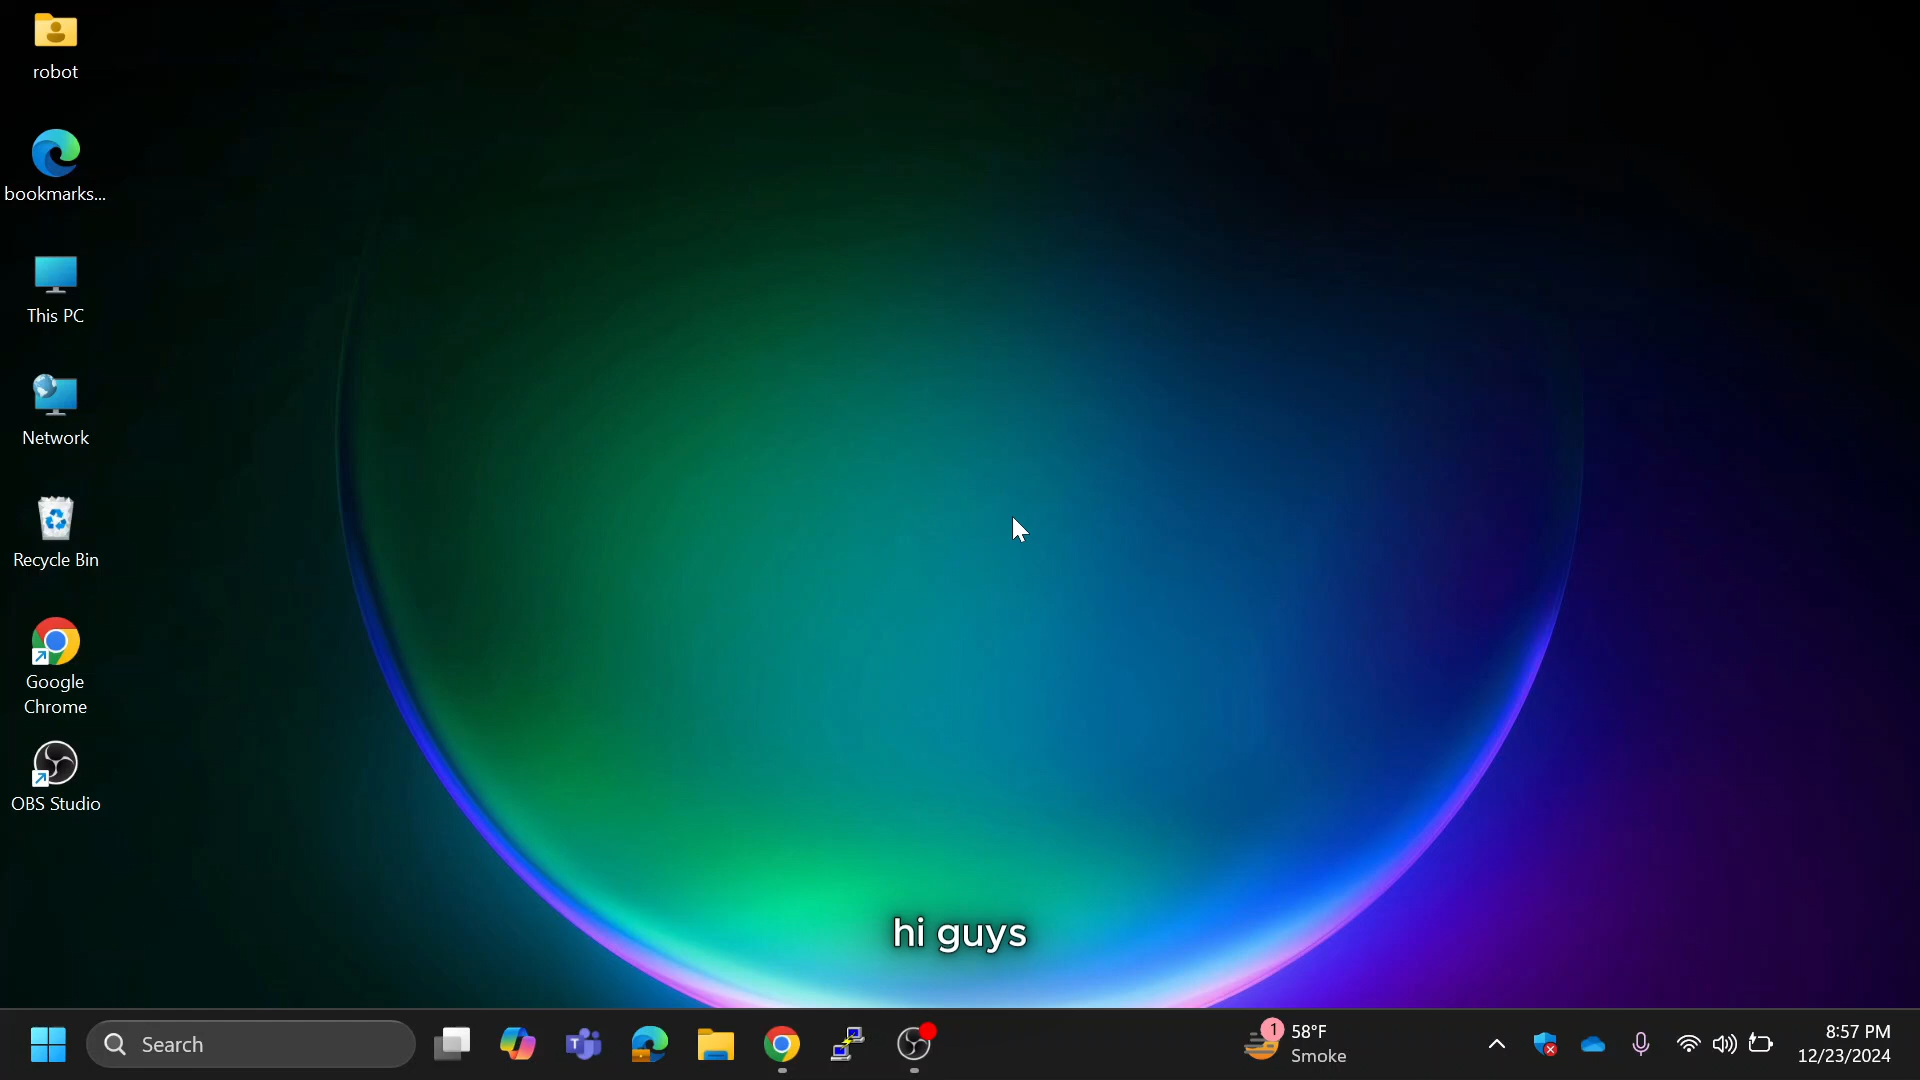 robot
bookmarks...
This PC
Network
Recycle Bin
Google
Chrome
OBS Studio
hi guys
Search
1
58°F
Smoke
8:57 PM
12/23/2024